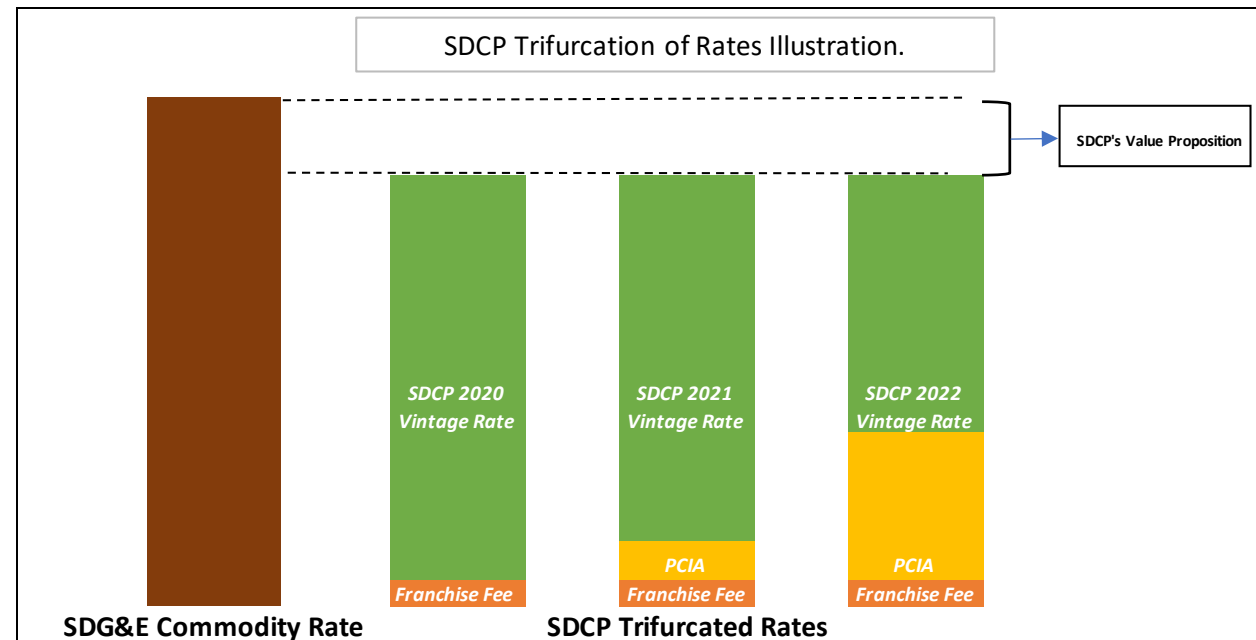 SDCP Trifurcation of Rates Illustration.
SDCP's Value Proposition
SDCP 2020
Vintage Rate
SDCP 2021
Vintage Rate
SDCP 2022
Vintage Rate
PCIA
PCIA
Franchise Fee
Franchise Fee
Franchise Fee
SDG&E Commodity Rate
SDCP Trifurcated Rates